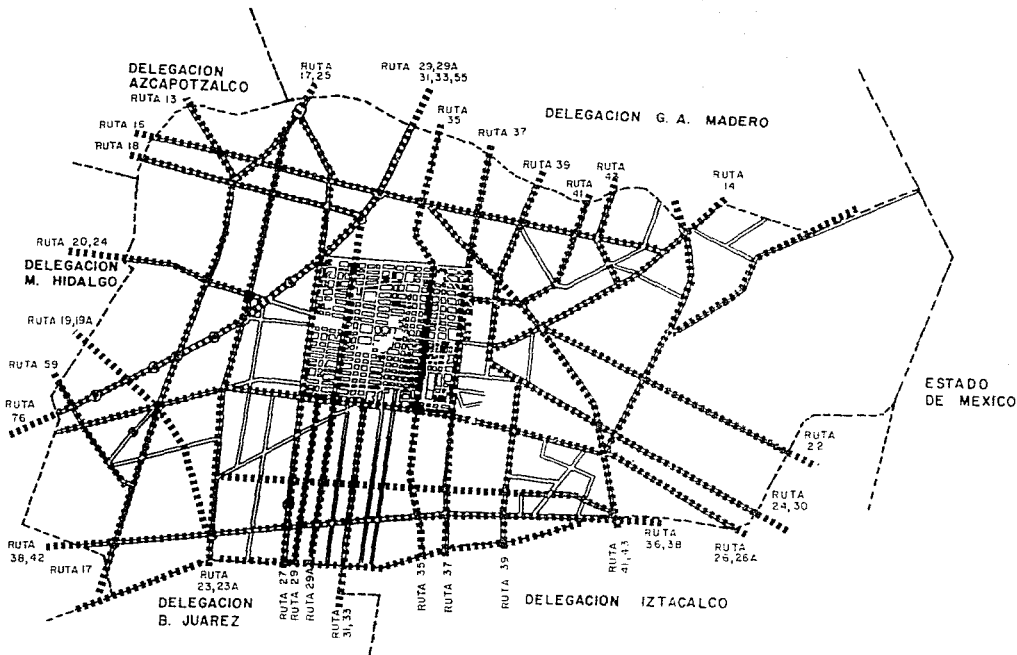 DELEGACION
AZCAPOTZALCO
RUTA
17,25
RUTA 29,29A
31,33,55
RUTA 13
RUTA
35
DELEGACION G. A. MADERO
RUTA 15
RUTA 37
RUTA 18
RUTA 39
RUTA
41
RUTA
43
RUTA
14
RUTA 20,24
DELEGACION
M. HIDALGO
RUTA 19,19A
RUTA 59
RUTA
76
ESTADO
DE MEXICO
RUTA
22
RUTA
24,30
RUTA
38,42
RUTA 17
RUTA
23,23A
RUTA 27
RUTA 29
RUTA 29A
RUTA
31,33
RUTA 35
RUTA 37
RUTA 39
RUTA
41,43
RUTA
36,38
RUTA
26,26A
DELEGACION
B. JUAREZ
DELEGACION IZTACALCO